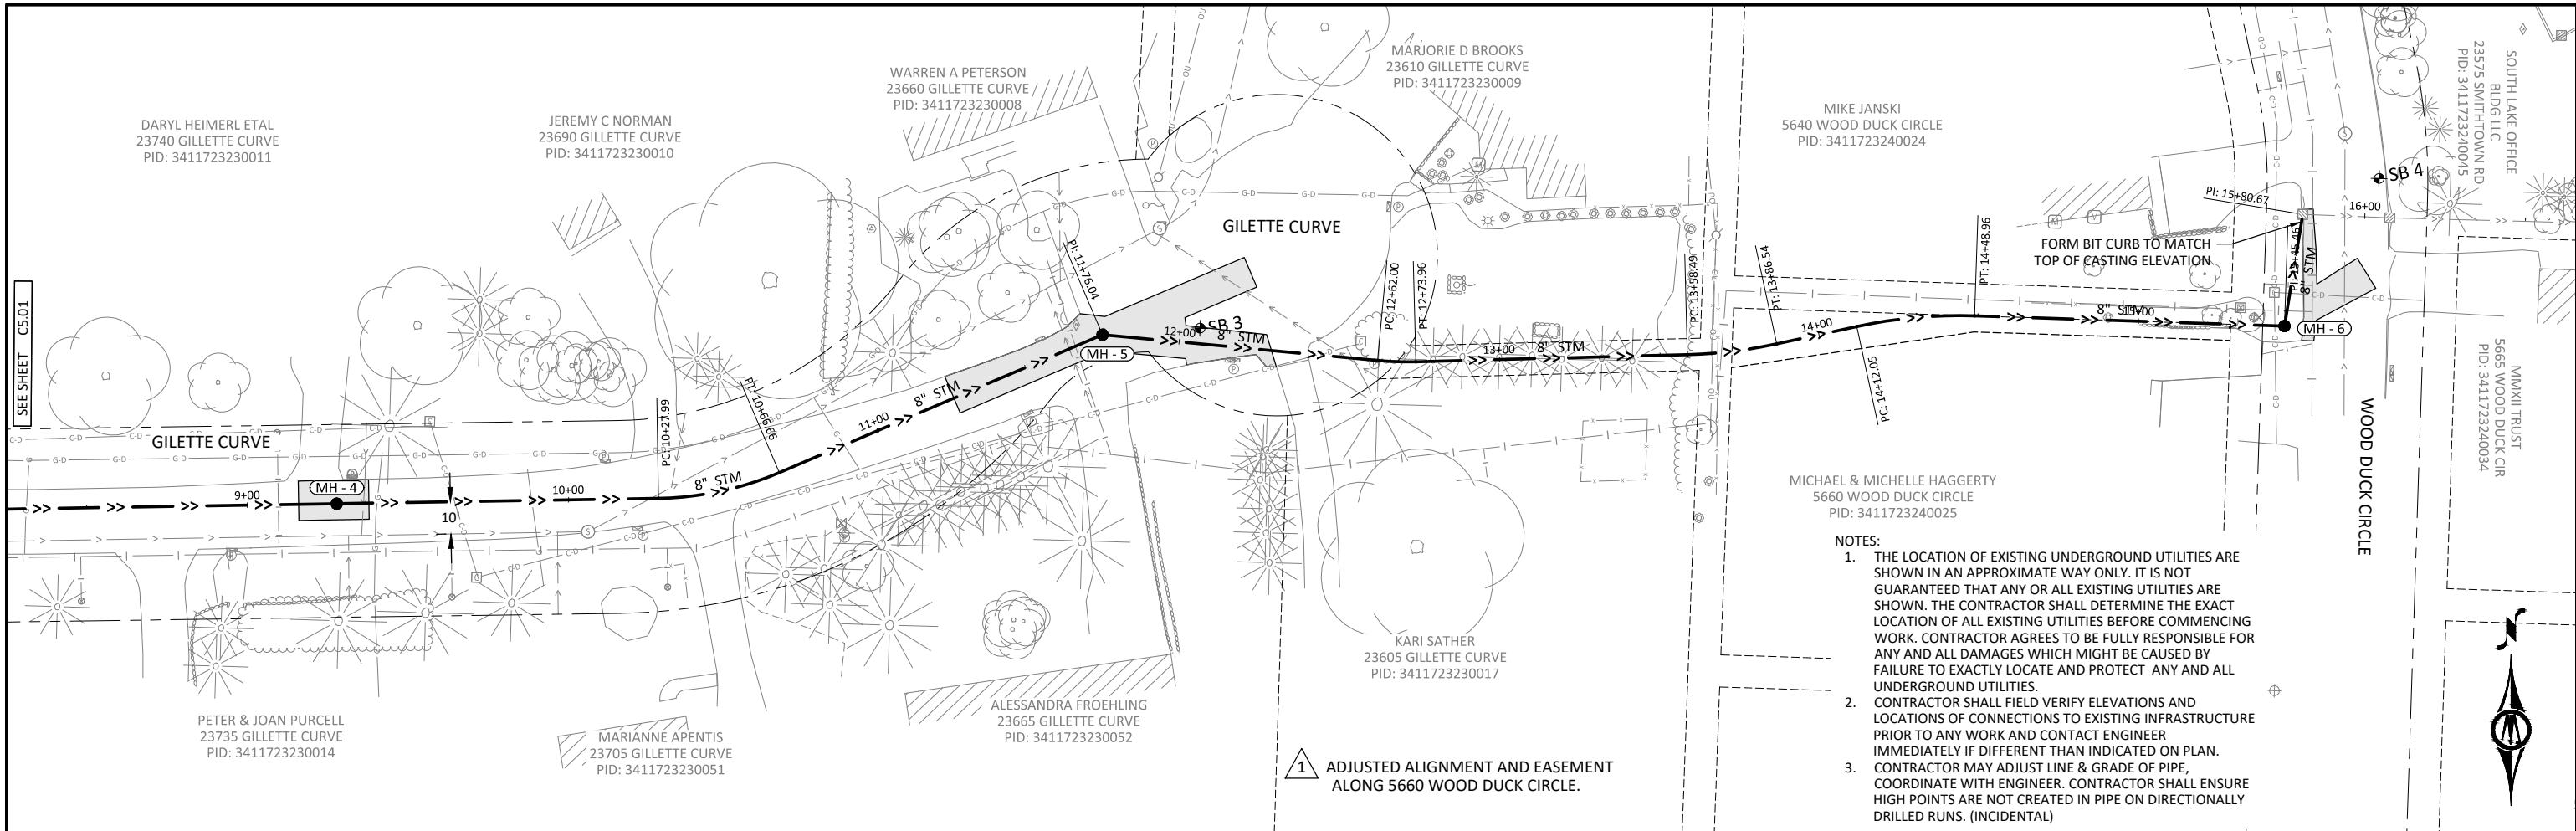 DARYL HEIMERL ETAL
23740 GILLETTE CURVE
PID: 3411723230011
JEREMY C NORMAN
23690 GILLETTE CURVE
PID: 3411723230010
WARREN A PETERSON
23660 GILLETTE CURVE
PID: 3411723230008
MARJORIE D BROOKS
23610 GILLETTE CURVE
PID: 3411723230009
MIKE JANSKI
5640 WOOD DUCK CIRCLE
PID: 3411723240024
SOUTH LAKE OFFICE
BLDG LLC
23575 SMITHTOWN RD
PID: 3411723240045
SB 4
PI: 15+80.67
16+00
FORM BIT CURB TO MATCH
TOP OF CASTING ELEVATION
8" STM
MH - 6
SEE SHEET C5.01
GILETTE CURVE
9+00
MH - 4
10'
10+00
PC: 10+27.99
8" STM
PT: 10+66.66
11+00
8" STM
PI: 11+76.04
MH - 5
12+00
SB 3
8" STM
GILETTE CURVE
PC: 12+62.00
PT: 12+73.96
13+00
8" STM
PC: 13+58.49
PT: 13+86.54
14+00
PC: 14+12.05
PT: 14+48.96
8" STM
15+00
WOOD DUCK CIRCLE
MMXII TRUST
5665 WOOD DUCK CIR
PID: 3411723240034
MICHAEL & MICHELLE HAGGERTY
5660 WOOD DUCK CIRCLE
PID: 3411723240025
KARI SATHER
23605 GILLETTE CURVE
PID: 3411723230017
ALESSANDRA FROEHLING
23665 GILLETTE CURVE
PID: 3411723230052
MARIANNE APENTIS
23705 GILLETTE CURVE
PID: 3411723230051
PETER & JOAN PURCELL
23735 GILLETTE CURVE
PID: 3411723230014
1 ADJUSTED ALIGNMENT AND EASEMENT
ALONG 5660 WOOD DUCK CIRCLE.
NOTES:
1. THE LOCATION OF EXISTING UNDERGROUND UTILITIES ARE
SHOWN IN AN APPROXIMATE WAY ONLY. IT IS NOT
GUARANTEED THAT ANY OR ALL EXISTING UTILITIES ARE
SHOWN. THE CONTRACTOR SHALL DETERMINE THE EXACT
LOCATION OF ALL EXISTING UTILITIES BEFORE COMMENCING
WORK. CONTRACTOR AGREES TO BE FULLY RESPONSIBLE FOR
ANY AND ALL DAMAGES WHICH MIGHT BE CAUSED BY
FAILURE TO EXACTLY LOCATE AND PROTECT ANY AND ALL
UNDERGROUND UTILITIES.
2. CONTRACTOR SHALL FIELD VERIFY ELEVATIONS AND
LOCATIONS OF CONNECTIONS TO EXISTING INFRASTRUCTURE
PRIOR TO ANY WORK AND CONTACT ENGINEER
IMMEDIATELY IF DIFFERENT THAN INDICATED ON PLAN.
3. CONTRACTOR MAY ADJUST LINE & GRADE OF PIPE,
COORDINATE WITH ENGINEER. CONTRACTOR SHALL ENSURE
HIGH POINTS ARE NOT CREATED IN PIPE ON DIRECTIONALLY
DRILLED RUNS. (INCIDENTAL)
N